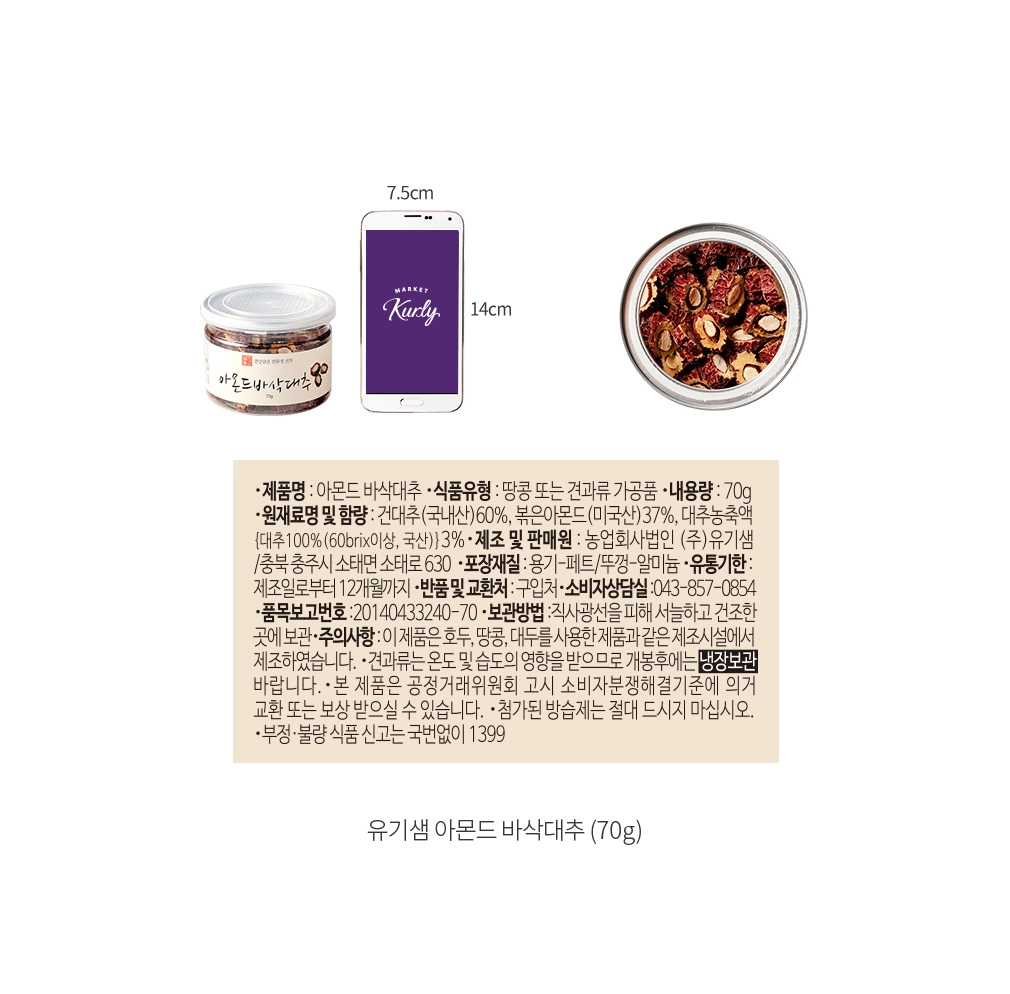 7.5cm
MARKET
Kurly
14cm
아몬드바삭대추
70g
•제품명 : 아몬드 바삭대추 •식품유형 : 땅콩 또는 견과류 가공품 •내용량 : 70g
•원재료명 및 함량 : 건대추(국내산)60%, 볶은아몬드(미국산)37%, 대추농축액
{대추100%(60brix이상, 국산)}3% •제조 및 판매원 : 농업회사법인 (주)유기샘
/충북 충주시 소태면 소태로 630 •포장재질 : 용기-페트/뚜껑-알미늄 •유통기한 :
제조일로부터 12개월까지 •반품 및 교환처 : 구입처 •소비자상담실 :043-857-0854
•품목보고번호 :20140433240-70 •보관방법 :직사광선을 피해 서늘하고 건조한
곳에 보관 •주의사항 : 이 제품은 호두, 땅콩, 대두를 사용한 제품과 같은 제조시설에서
제조하였습니다. •견과류는 온도 및 습도의 영향을 받으므로 개봉후에는 냉장보관
바랍니다. •본 제품은 공정거래위원회 고시 소비자분쟁해결기준에 의거
교환 또는 보상 받으실 수 있습니다. •첨가된 방습제는 절대 드시지 마십시오.
•부정·불량 식품 신고는 국번없이 1399
유기샘 아몬드 바삭대추 (70g)